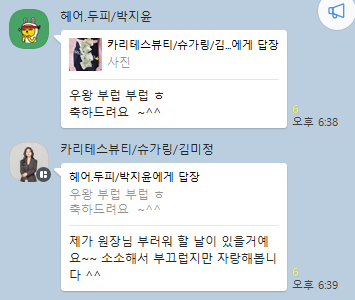 헤어.두피/박지윤
카리테스뷰티/슈가링/김...에게 답장
사진
우왕 부럽 부럽 ㅎ
축하드려요 ~^^
6
오후 6:38
카리테스뷰티/슈가링/김미정
헤어.두피/박지윤에게 답장
우왕 부럽 부럽 ㅎ
축하드려요 ~^^
제가 원장님 부러워 할 날이 있을거예
요~~ 소소해서 부끄럽지만 자랑해봅니
다 ^^
6
오후 6:39